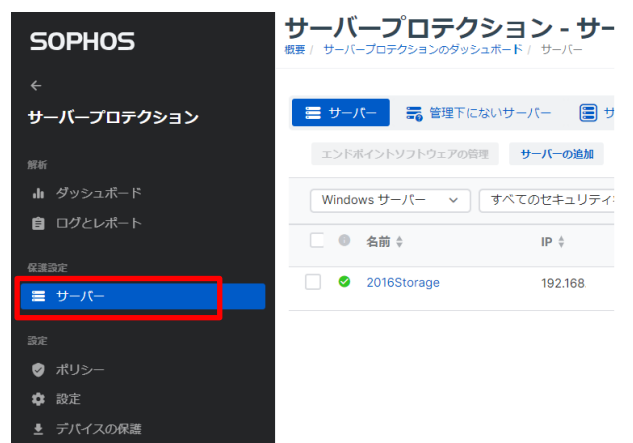 SOPHOS
サーバープロテクション
解析
ダッシュボード
ログとレポート
保護設定
サーバー
設定
ポリシー
設定
デバイスの保護
サーバープロテクション - サー
概要 / サーバープロテクションのダッシュボード / サーバー
サーバー 管理下にないサーバー サ
エンドポイントソフトウェアの管理 サーバーの追加
Windows サーバー すべてのセキュリティ
名前 IP
2016Storage 192.168